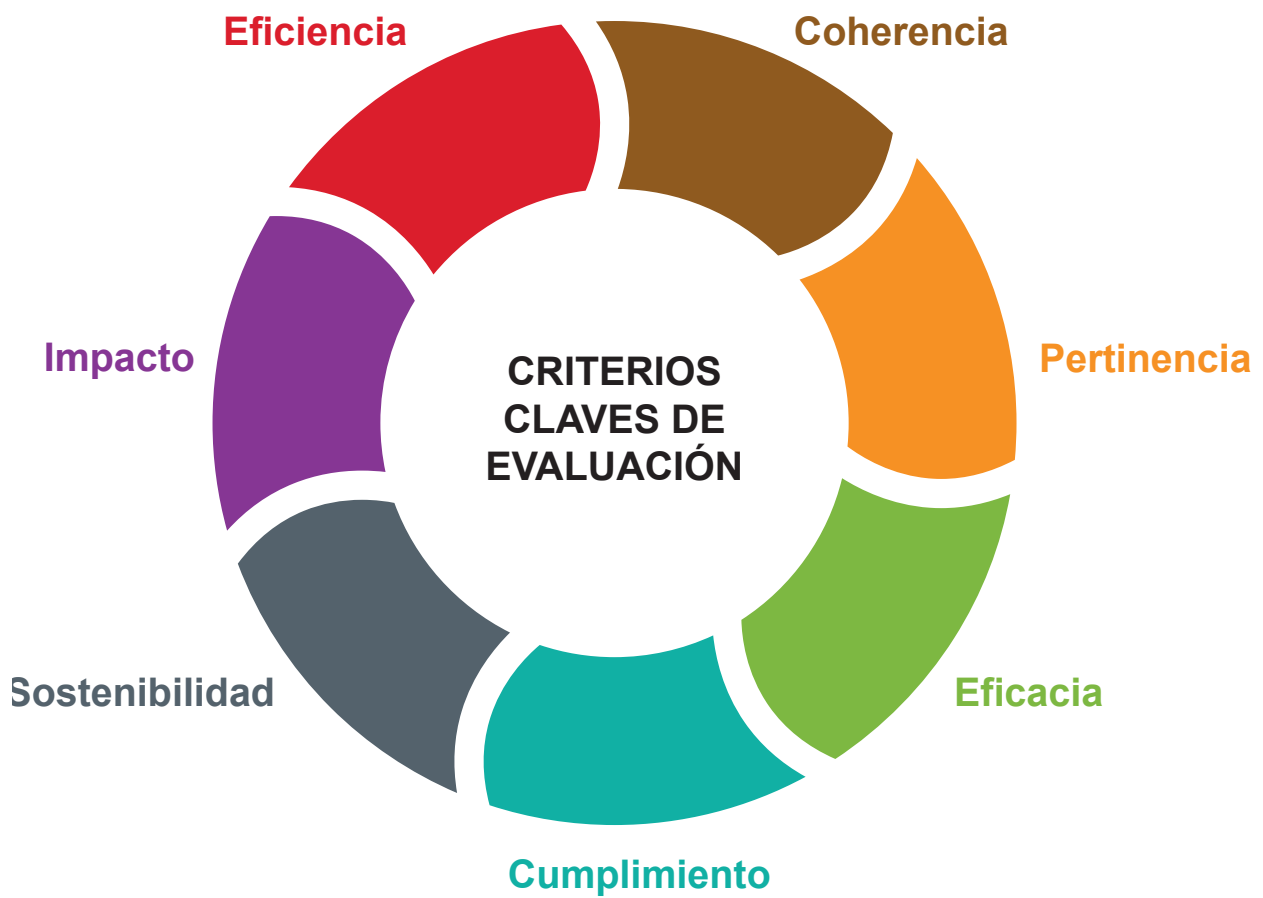 Eficiencia
Coherencia
Impacto
CRITERIOS
CLAVES DE
EVALUACIÓN
Pertinencia
Sostenibilidad
Eficacia
Cumplimiento